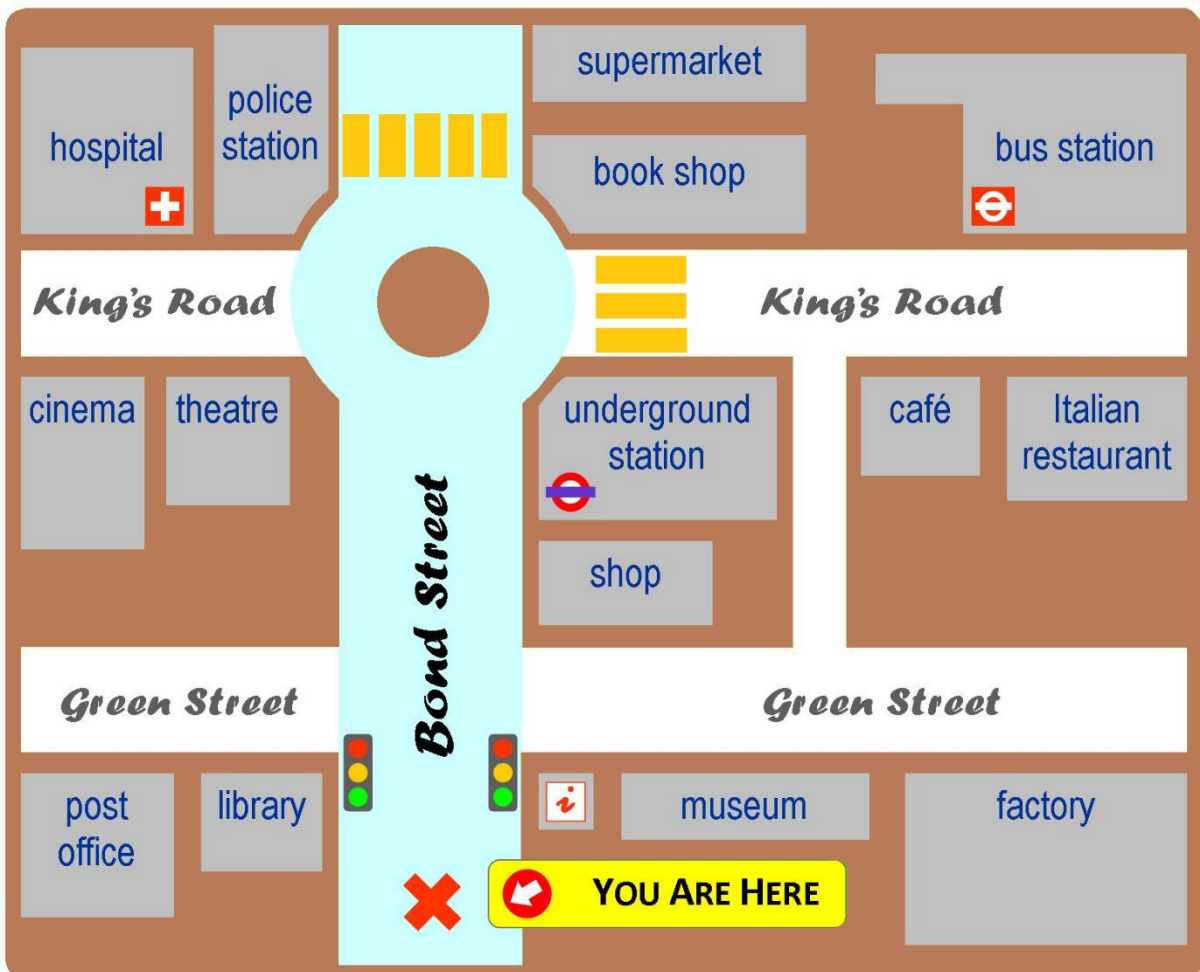 hospital
police
station
supermarket
book shop
bus station
King's Road
King's Road
cinema
theatre
underground
station
café
Italian
restaurant
shop
Bond Street
Green Street
Green Street
post
office
library
i
museum
factory
YOU ARE HERE